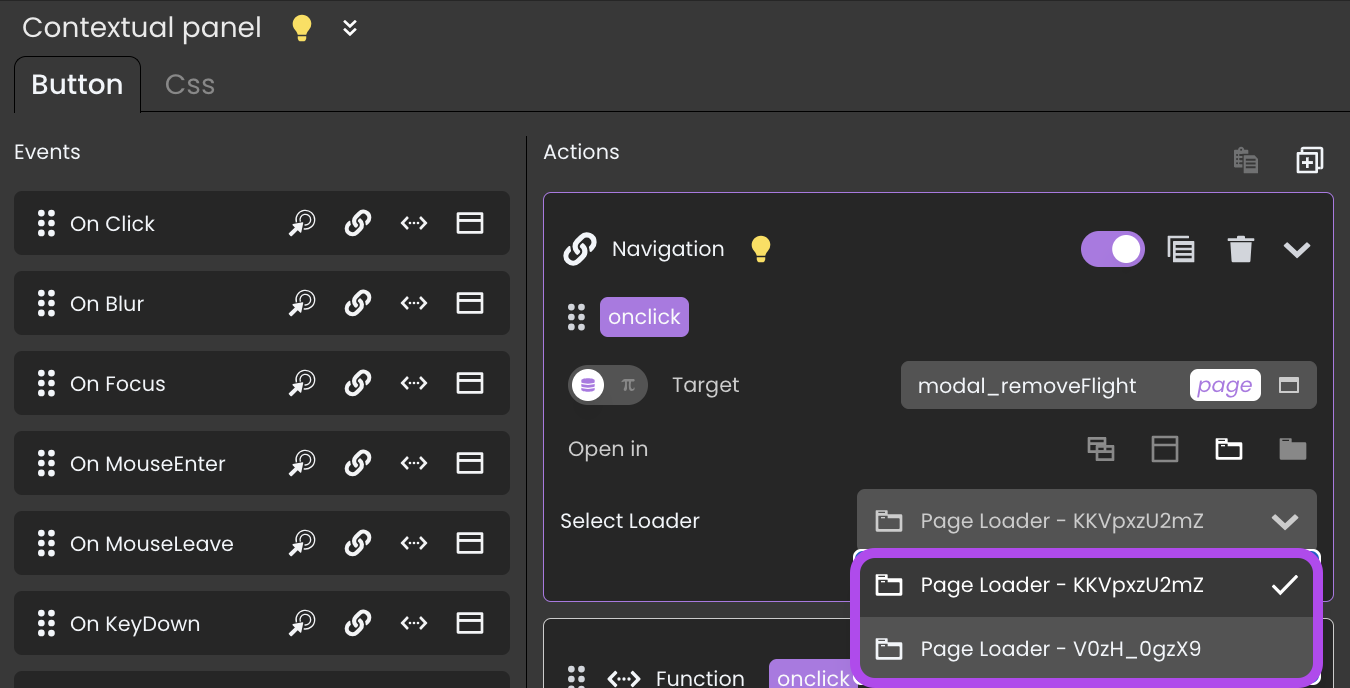 Contextual panel
Button Css
Events
On Click
On Blur
On Focus
On MouseEnter
On MouseLeave
On KeyDown
Actions
Navigation
onclick
π Target modal_removeFlight page
Open in
Select Loader Page Loader - KKVpxzU2mZ
Page Loader - KKVpxzU2mZ
Page Loader - V0zH_0gzX9
Function onclick